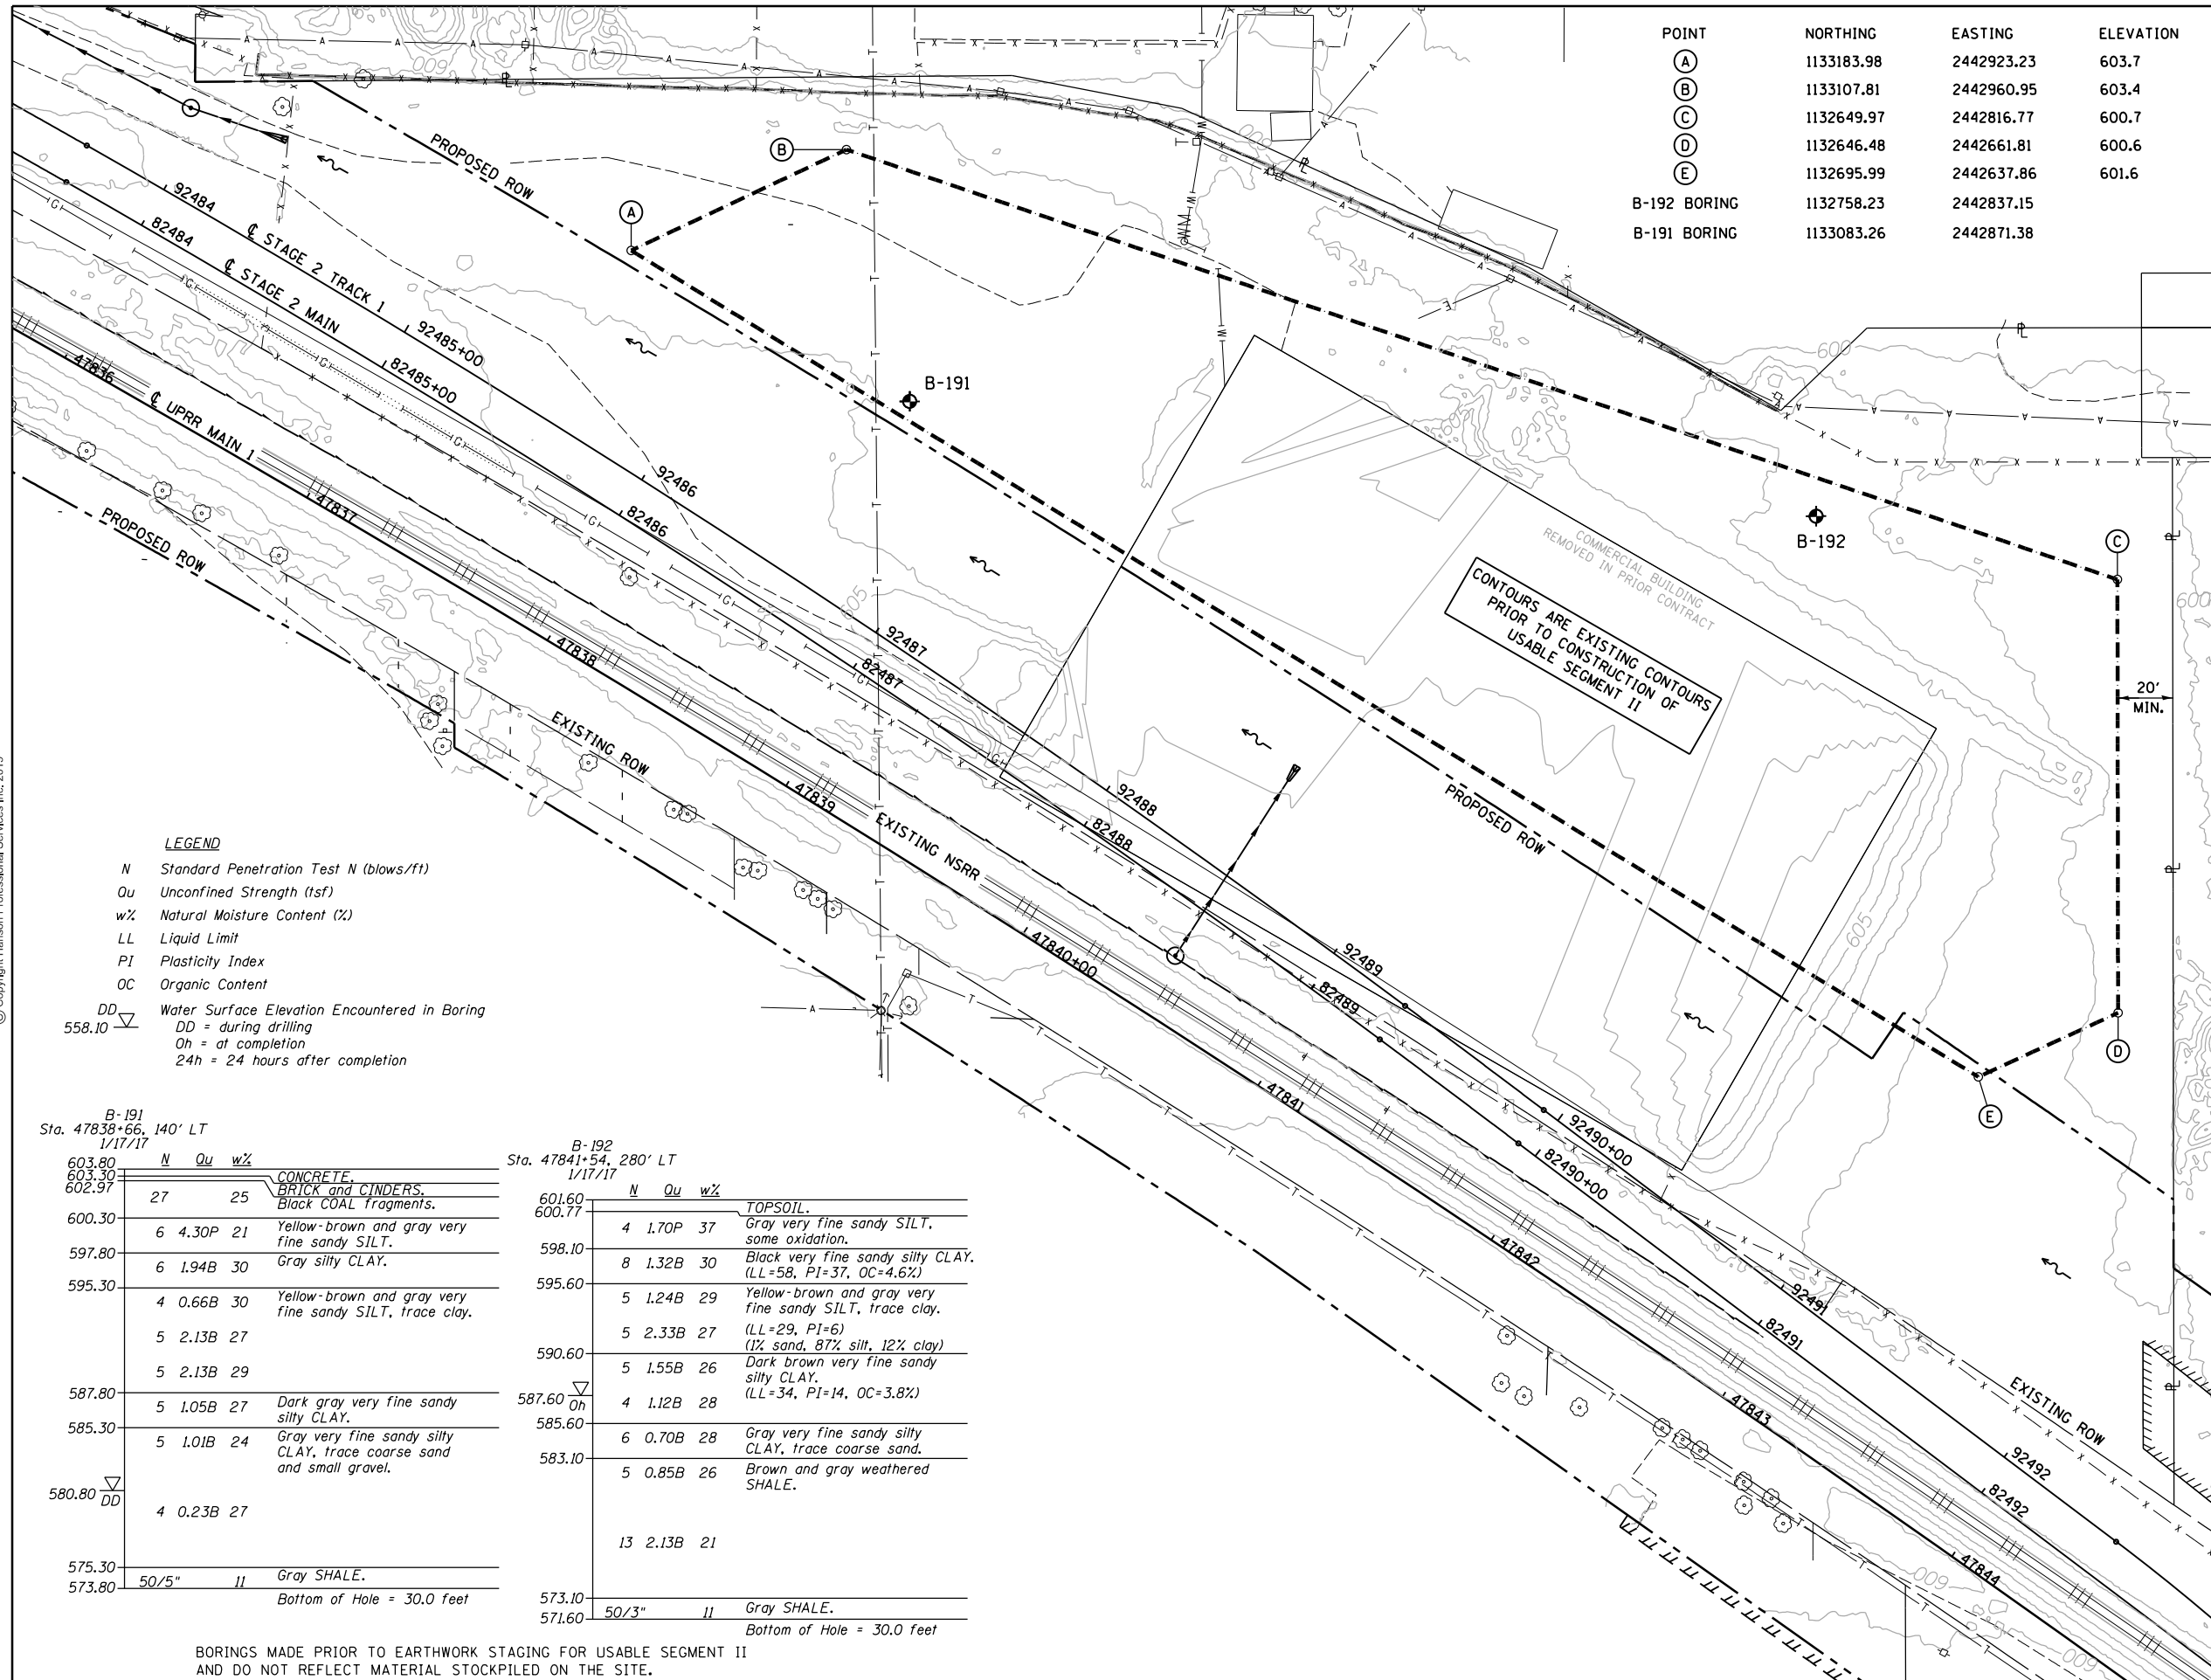 POINT NORTHING EASTING ELEVATION
A 1133183.98 2442923.23 603.7
B 1133107.81 2442960.95 603.4
C 1132649.97 2442816.77 600.7
D 1132646.48 2442661.81 600.6
E 1132695.99 2442637.86 601.6
B-192 BORING 1132758.23 2442837.15
B-191 BORING 1133083.26 2442871.38
600
PROPOSED ROW
B
A
92484
℄ STAGE 2 TRACK 1
82484
℄ STAGE 2 MAIN
92485+00
82485+00
47836
℄ UPRR MAIN 1
B-191
600
600
92486
82486
47837
PROPOSED ROW
B-192
C
COMMERCIAL BUILDING
REMOVED IN PRIOR CONTRACT
CONTOURS ARE EXISTING CONTOURS
PRIOR TO CONSTRUCTION OF
USABLE SEGMENT II
605
600
92487
82487
47838
20'
MIN.
EXISTING ROW
92488
82488
47839
EXISTING NSRR
PROPOSED ROW
605
47840+00
92489
82489
D
E
47841
92490+00
82490+00
47842
92491
82491
47843
EXISTING ROW
92492
82492
47844
600
600
LEGEND
N Standard Penetration Test N (blows/ft)
Qu Unconfined Strength (tsf)
w% Natural Moisture Content (%)
LL Liquid Limit
PI Plasticity Index
OC Organic Content
DD Water Surface Elevation Encountered in Boring
558.10 DD = during drilling
0h = at completion
24h = 24 hours after completion
B-191
Sta. 47838+66, 140' LT
1/17/17
N Qu w%
603.80
603.30 CONCRETE.
602.97 BRICK and CINDERS.
27 25 Black COAL fragments.
600.30
6 4.30P 21 Yellow-brown and gray very
fine sandy SILT.
597.80
6 1.94B 30 Gray silty CLAY.
595.30
4 0.66B 30 Yellow-brown and gray very
fine sandy SILT, trace clay.
5 2.13B 27
5 2.13B 29
587.80
5 1.05B 27 Dark gray very fine sandy
silty CLAY.
585.30
5 1.01B 24 Gray very fine sandy silty
CLAY, trace coarse sand
and small gravel.
580.80 DD
4 0.23B 27
575.30
50/5" 11 Gray SHALE.
573.80
Bottom of Hole = 30.0 feet
B-192
Sta. 47841+54, 280' LT
1/17/17
N Qu w%
601.60
600.77 TOPSOIL.
4 1.70P 37 Gray very fine sandy SILT,
some oxidation.
598.10
8 1.32B 30 Black very fine sandy silty CLAY.
(LL=58, PI=37, OC=4.6%)
595.60
5 1.24B 29 Yellow-brown and gray very
fine sandy SILT, trace clay.
5 2.33B 27 (LL=29, PI=6)
(1% sand, 87% silt, 12% clay)
590.60
5 1.55B 26 Dark brown very fine sandy
silty CLAY.
(LL=34, PI=14, OC=3.8%)
587.60 0h
4 1.12B 28
585.60
6 0.70B 28 Gray very fine sandy silty
CLAY, trace coarse sand.
583.10
5 0.85B 26 Brown and gray weathered
SHALE.
13 2.13B 21
573.10
50/3" 11 Gray SHALE.
571.60
Bottom of Hole = 30.0 feet
BORINGS MADE PRIOR TO EARTHWORK STAGING FOR USABLE SEGMENT II
AND DO NOT REFLECT MATERIAL STOCKPILED ON THE SITE.